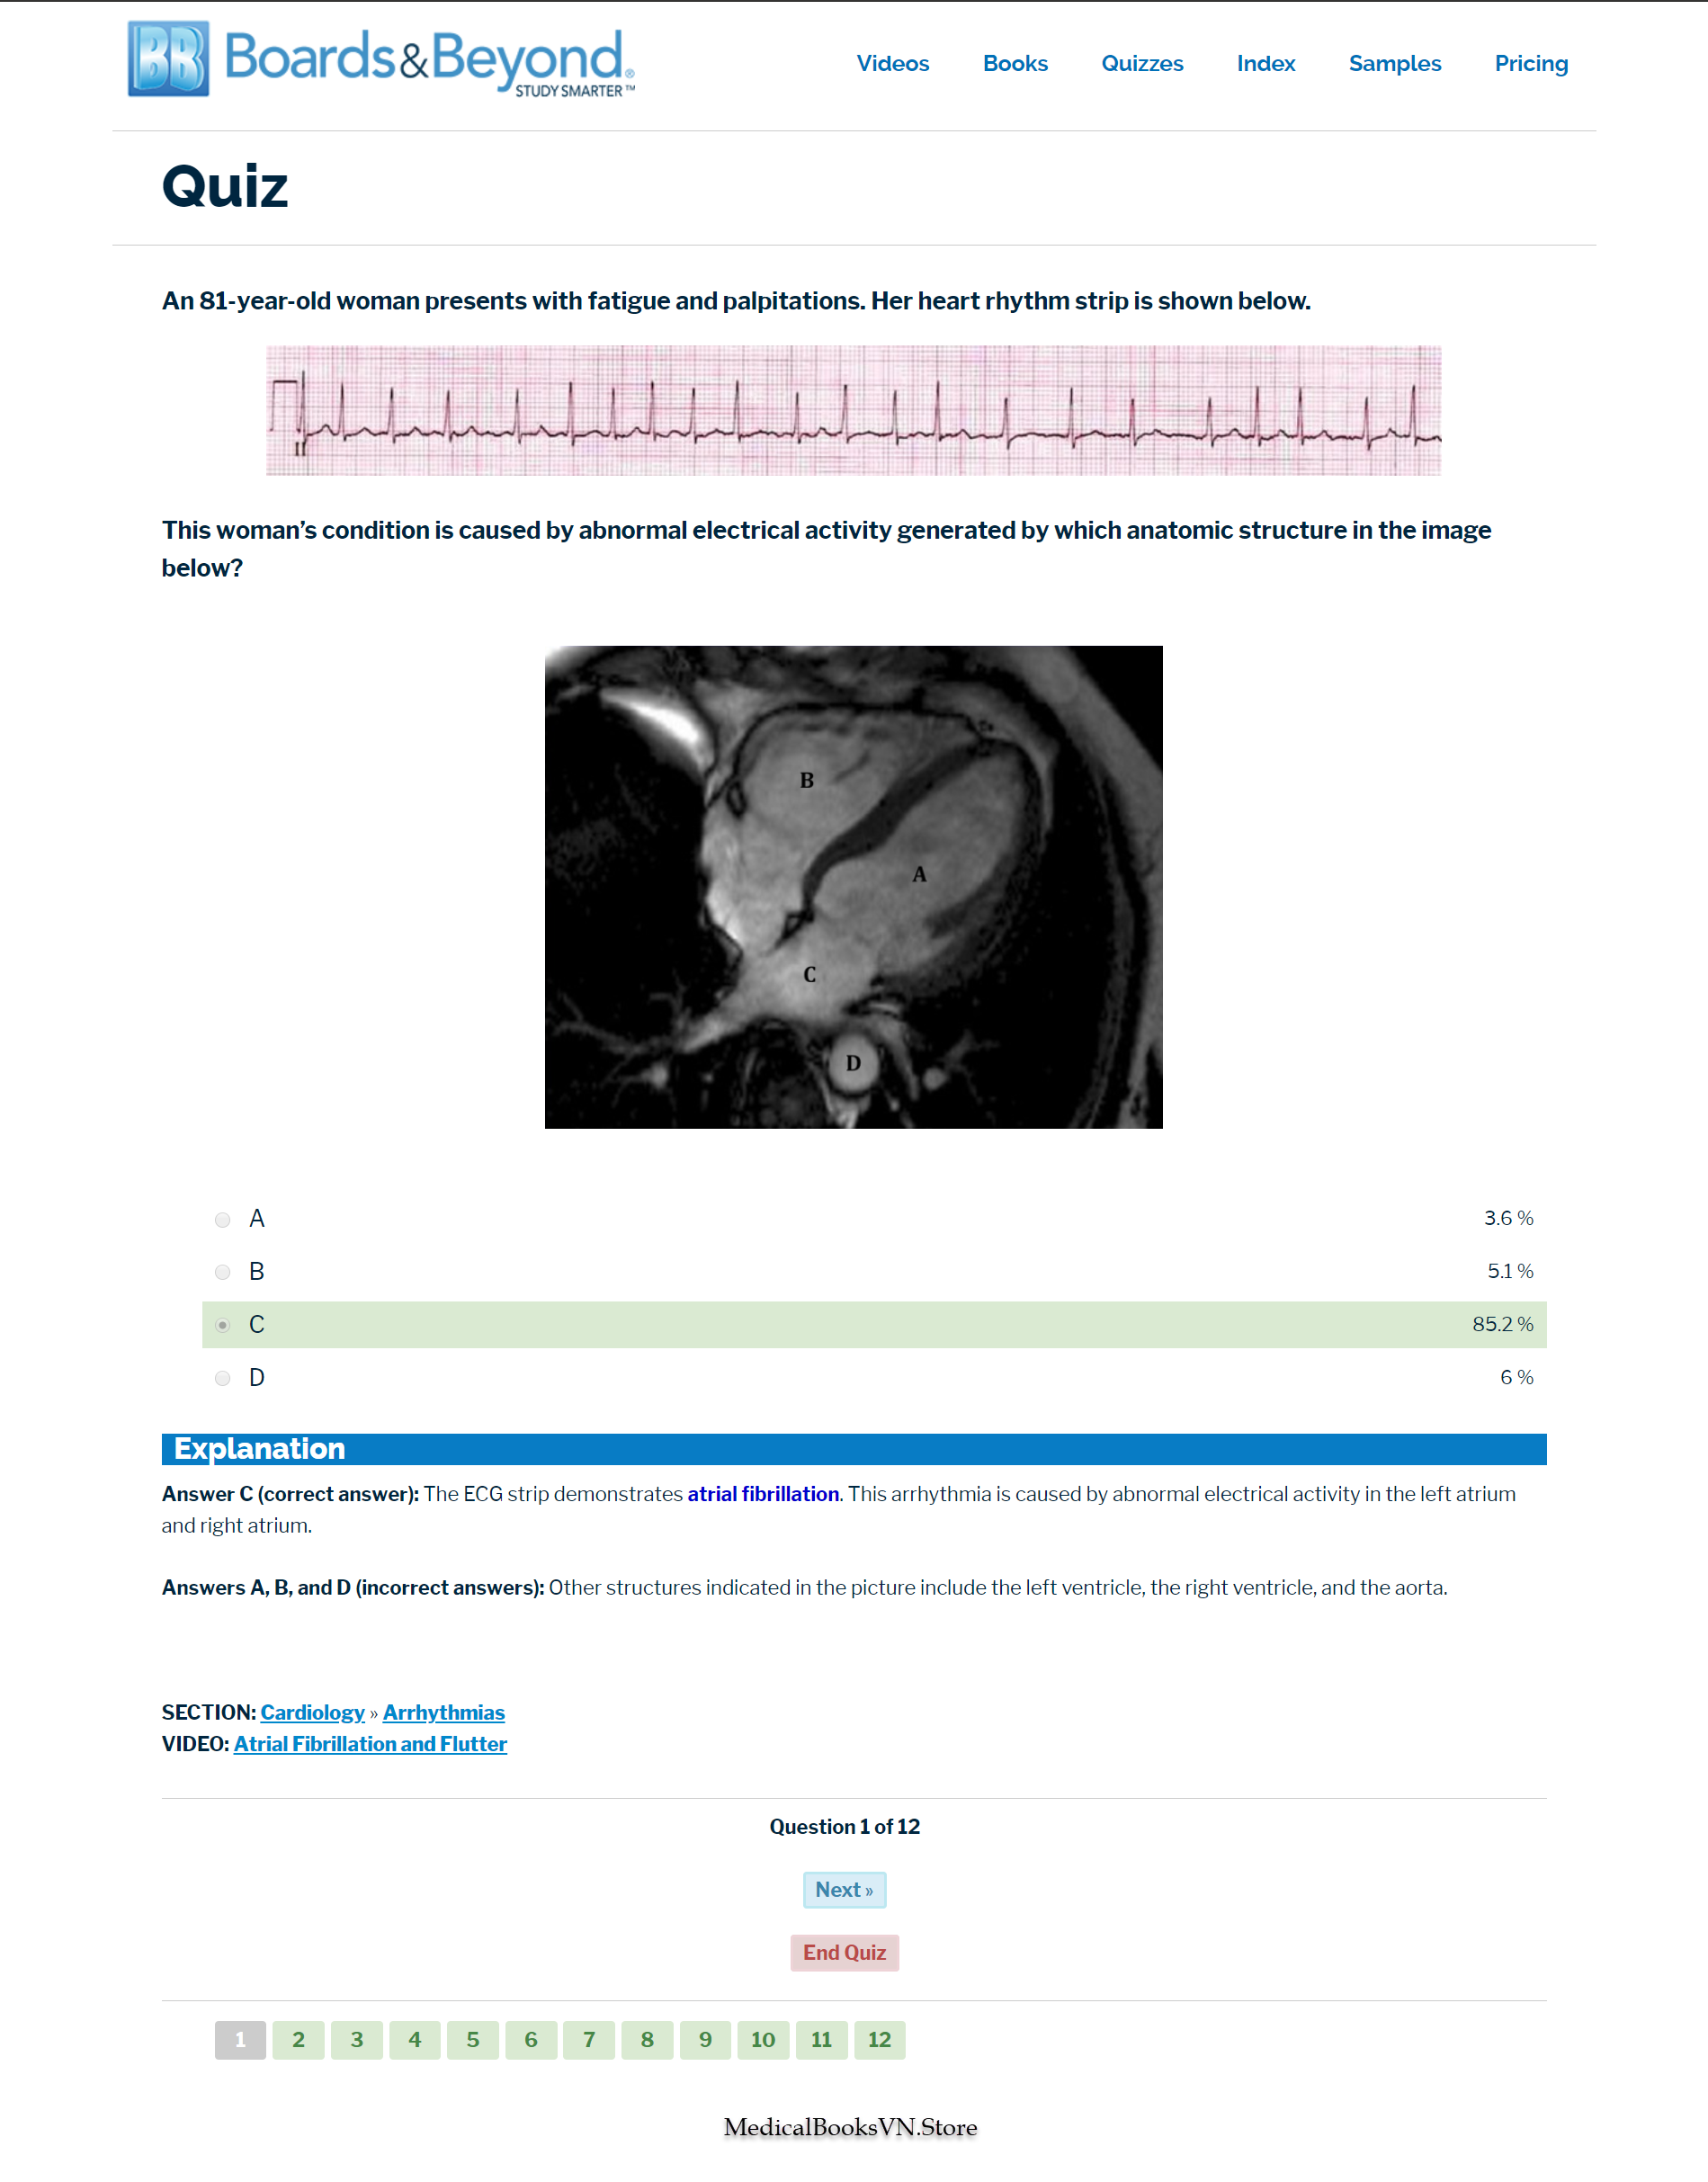 BB Boards&Beyond®
STUDY SMARTER™
Videos Books Quizzes Index Samples Pricing
Quiz
An 81-year-old woman presents with fatigue and palpitations. Her heart rhythm strip is shown below.
II
This woman’s condition is caused by abnormal electrical activity generated by which anatomic structure in the image
below?
B
A
C
D
A 3.6 %
B 5.1 %
C 85.2 %
D 6 %
Explanation
Answer C (correct answer): The ECG strip demonstrates atrial fibrillation. This arrhythmia is caused by abnormal electrical activity in the left atrium
and right atrium.
Answers A, B, and D (incorrect answers): Other structures indicated in the picture include the left ventricle, the right ventricle, and the aorta.
SECTION: Cardiology » Arrhythmias
VIDEO: Atrial Fibrillation and Flutter
Question 1 of 12
Next »
End Quiz
1 2 3 4 5 6 7 8 9 10 11 12
MedicalBooksVN.Store